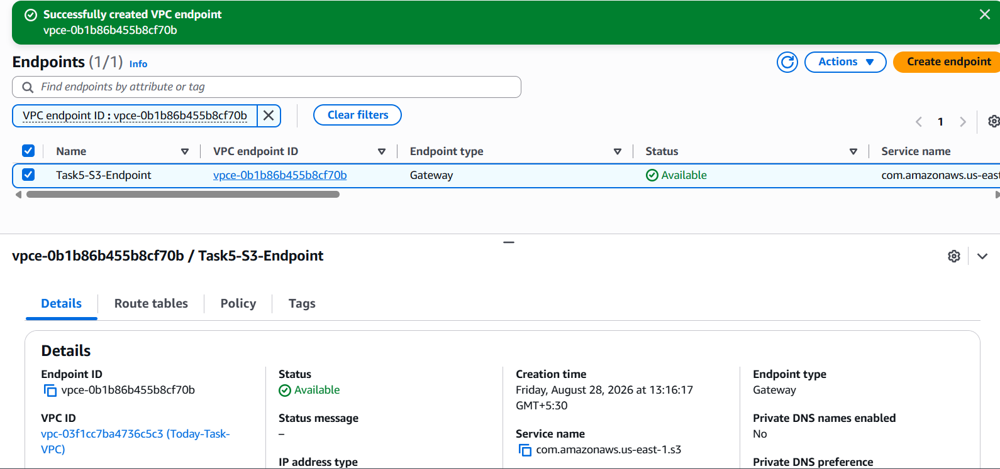 Successfully created VPC endpoint
vpce-0b1b86b455b8cf70b
Endpoints (1/1) Info
Actions
Create endpoint
Find endpoints by attribute or tag
VPC endpoint ID : vpce-0b1b86b455b8cf70b
Clear filters
1
Name VPC endpoint ID Endpoint type Status Service name
Task5-S3-Endpoint vpce-0b1b86b455b8cf70b Gateway Available com.amazonaws.us-east
vpce-0b1b86b455b8cf70b / Task5-S3-Endpoint
Details Route tables Policy Tags
Details
Endpoint ID
vpce-0b1b86b455b8cf70b
VPC ID
vpc-03f1cc7ba4736c5c3 (Today-Task-
VPC)
Status
Available
Status message
–
IP address type
Creation time
Friday, August 28, 2026 at 13:16:17
GMT+5:30
Service name
com.amazonaws.us-east-1.s3
Endpoint type
Gateway
Private DNS names enabled
No
Private DNS preference